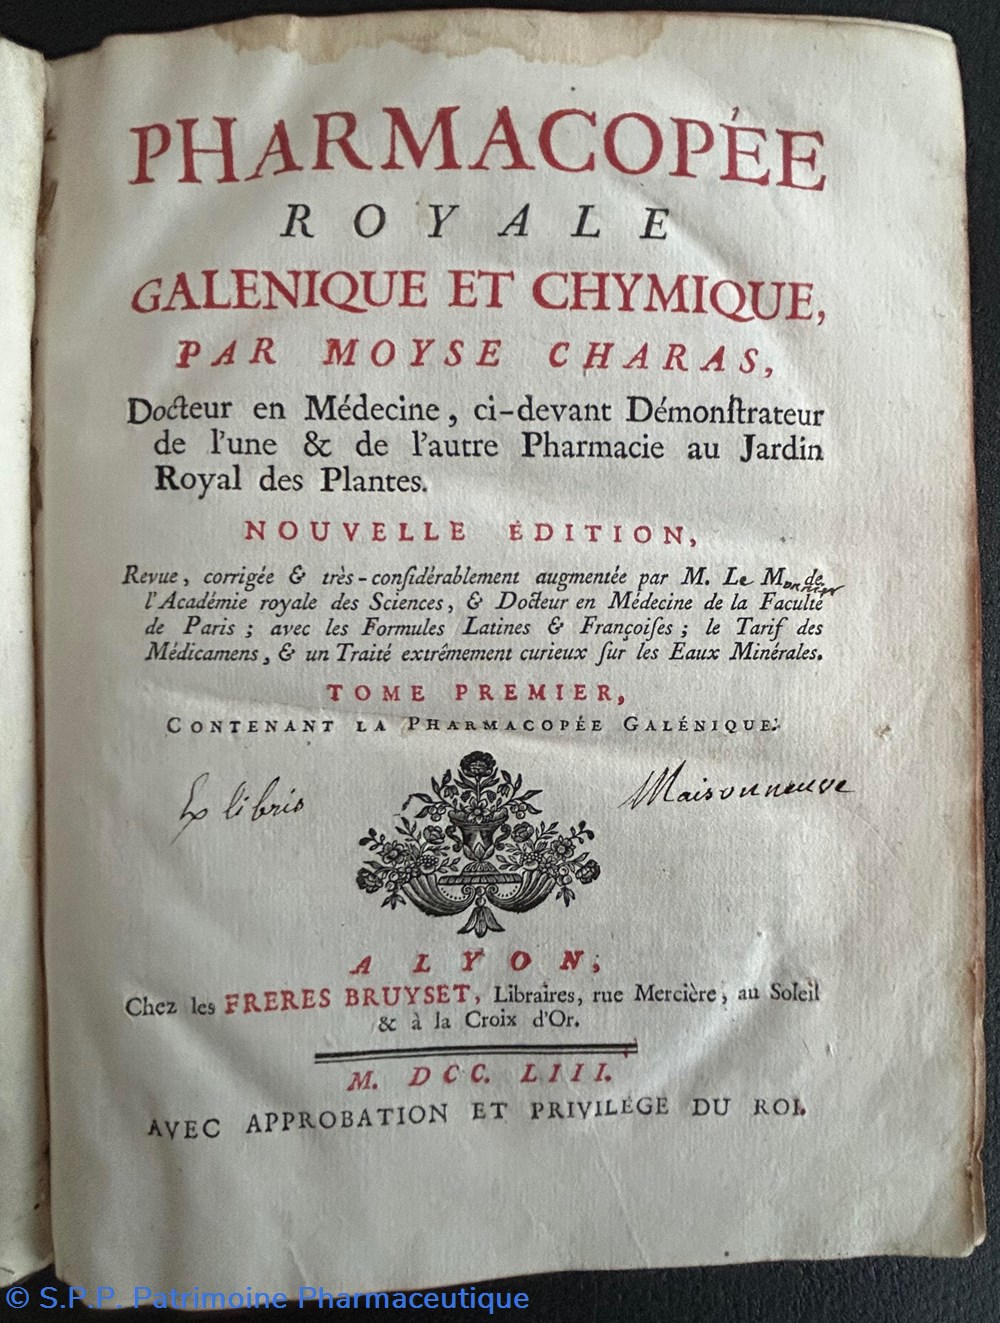 PHARMACOPÉE
ROYALE
GALENIQUE ET CHYMIQUE,
PAR MOYSE CHARAS,
Docteur en Médecine, ci-devant Démonſtrateur
de l'une & de l'autre Pharmacie au Jardin
Royal des Plantes.
NOUVELLE ÉDITION,
Revue, corrigée & très-conſidérablement augmentée par M. Le Monnier de
l'Académie royale des Sciences, & Docteur en Médecine de la Faculté
de Paris ; avec les Formules Latines & Françoiſes ; le Tarif des
Médicamens, & un Traité extrêmement curieux ſur les Eaux Minérales.
TOME PREMIER,
CONTENANT LA PHARMACOPÉE GALÉNIQUE.
Ex libris Maisonneuve
A LYON,
Chez les FRERES BRUYSET, Libraires, rue Mercière, au Soleil
& à la Croix d'Or.
M. DCC. LIII.
AVEC APPROBATION ET PRIVILÉGE DU ROI.
© S.P.P. Patrimoine Pharmaceutique